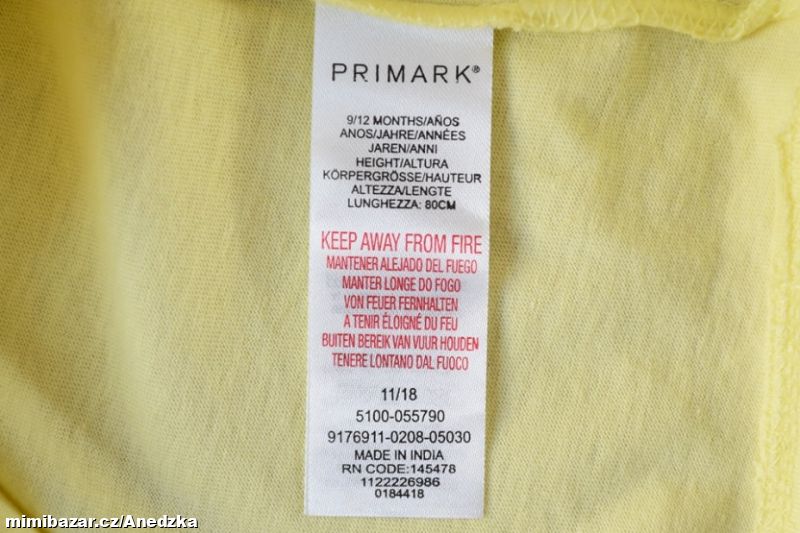 PRIMARK®
9/12 MONTHS/AÑOS
ANOS/JAHRE/ANNÉES
JAREN/ANNI
HEIGHT/ALTURA
KÖRPERGRÖSSE/HAUTEUR
ALTEZZA/LENGTE
LUNGHEZZA: 80CM
KEEP AWAY FROM FIRE
MANTENER ALEJADO DEL FUEGO
MANTER LONGE DO FOGO
VON FEUER FERNHALTEN
A TENIR ÉLOIGNÉ DU FEU
BUITEN BEREIK VAN VUUR HOUDEN
TENERE LONTANO DAL FUOCO
11/18
5100-055790
9176911-0208-05030
MADE IN INDIA
RN CODE:145478
1122226986
0184418
mimibazar.cz/Anedzka